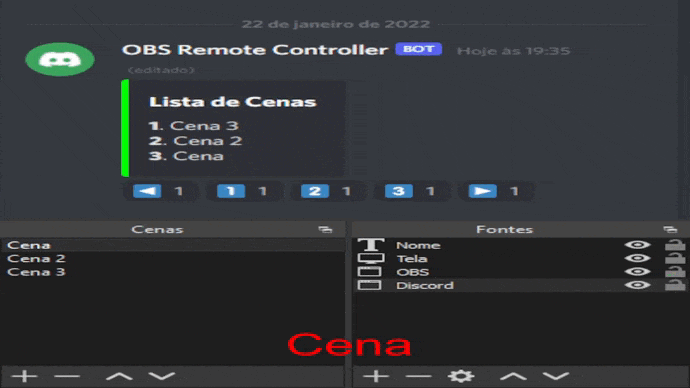 22 de janeiro de 2022
OBS Remote Controller BOT Hoje às 19:35
(editado)
Lista de Cenas
1. Cena 3
2. Cena 2
3. Cena
◀ 1 1 1 2 1 3 1 ▶ 1
Cenas
Cena
Cena 2
Cena 3
Fontes
Nome
Tela
OBS
Discord
Cena